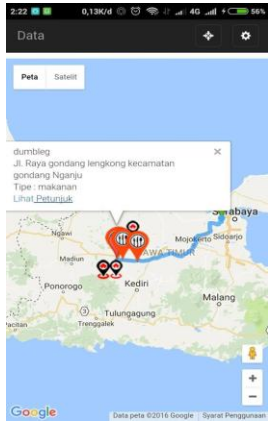 2:22
0,13K/d
4G
56%
Data
Peta
Satelit
dumbleg
Jl. Raya gondang lengkong kecamatan
gondang Nganju
Tipe : makanan
Lihat Petunjuk
Surabaya
Ngawi
Mojokerto
Sidoarjo
Madiun
JAWA TIMUR
Ponorogo
Kediri
Malang
Tulungagung
Pacitan
Trenggalek
Google
Data peta ©2016 Google
Syarat Penggunaan